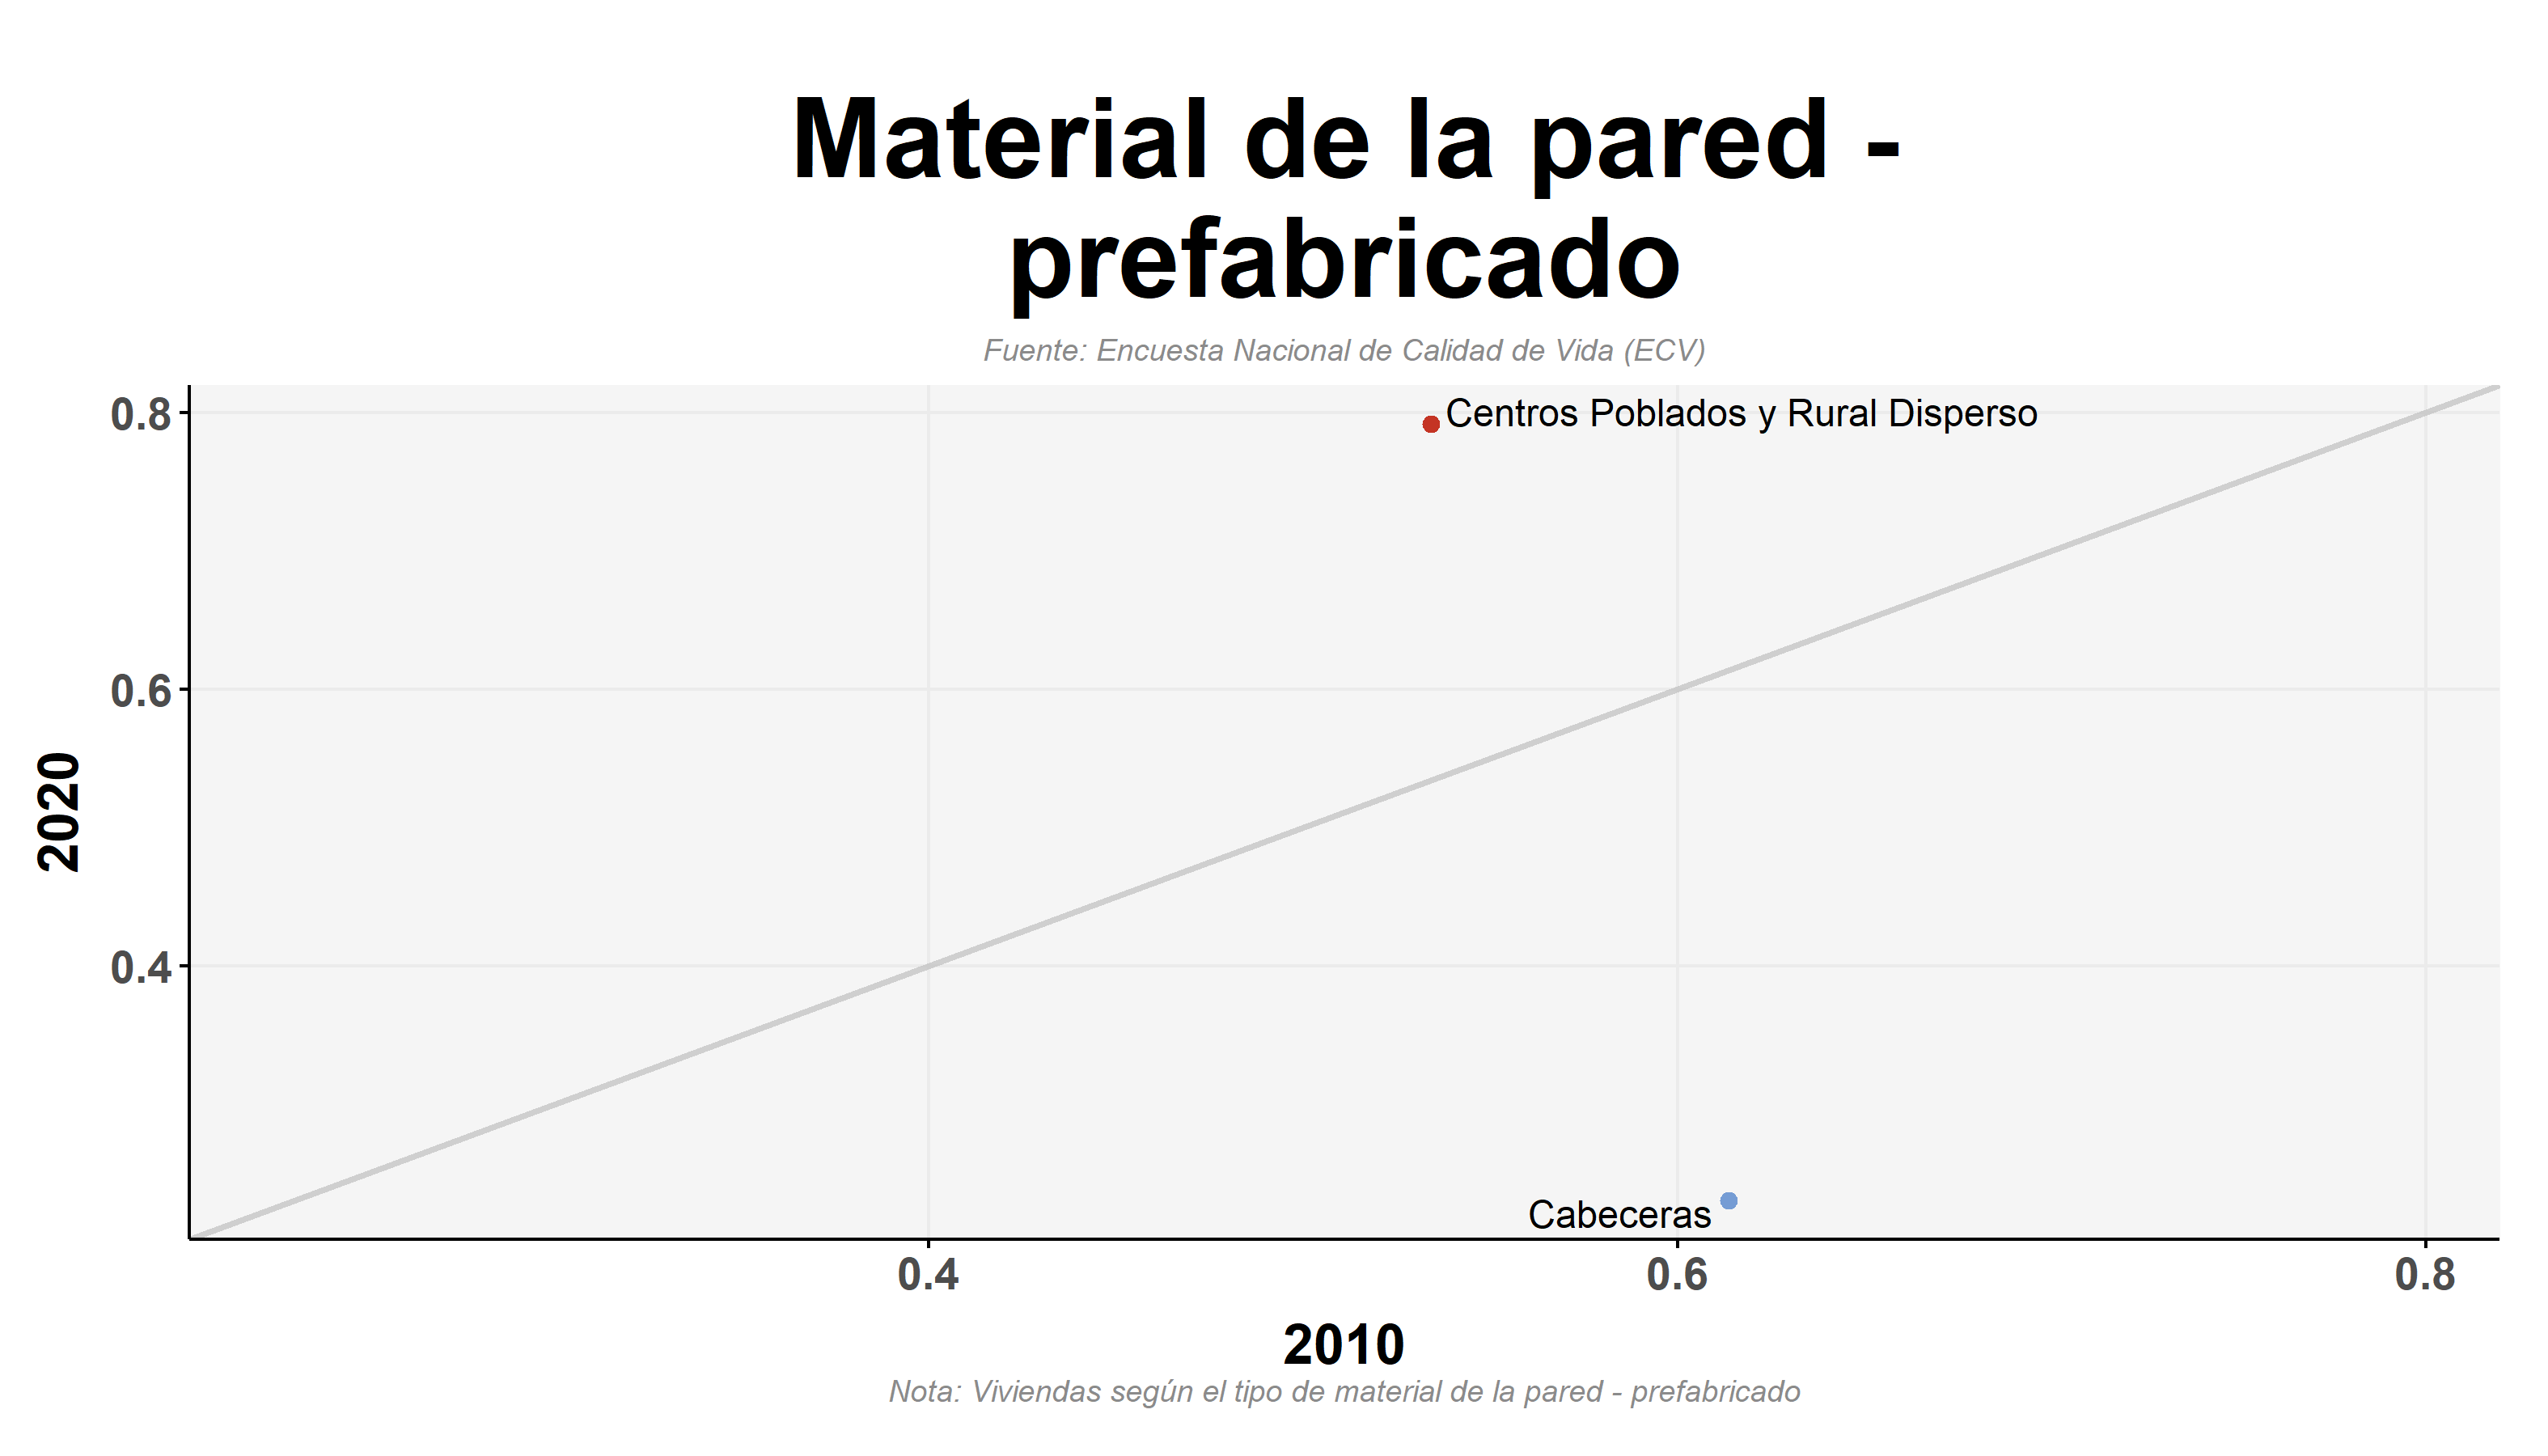 Material de la pared -
prefabricado
Fuente: Encuesta Nacional de Calidad de Vida (ECV)
0.8
Centros Poblados y Rural Disperso
0.6
2020
0.4
Cabeceras
0.4 0.6 0.8
2010
Nota: Viviendas según el tipo de material de la pared - prefabricado